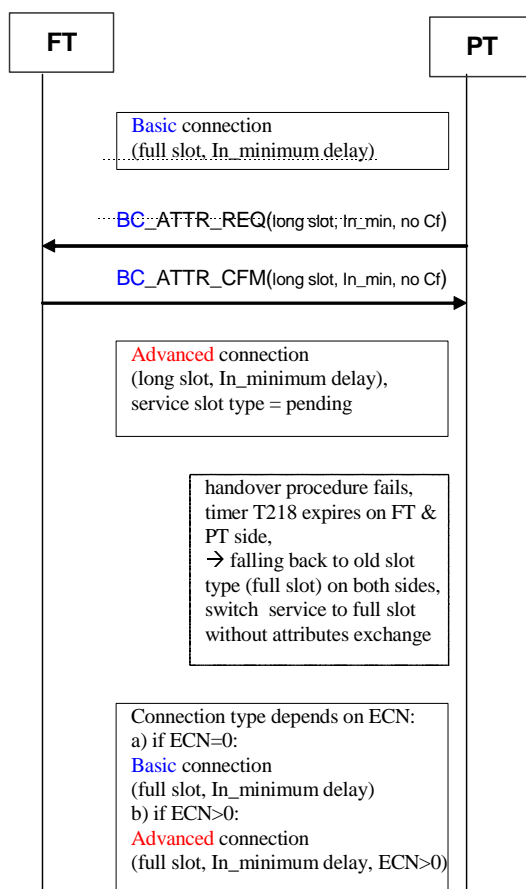 FT
PT
Basic connection
(full slot, In_minimum delay)
BC_ATTR_REQ(long slot, In_min, no Cf)
BC_ATTR_CFM(long slot, In_min, no Cf)
Advanced connection
(long slot, In_minimum delay),
service slot type = pending
handover procedure fails,
timer T218 expires on FT &
PT side,
→ falling back to old slot
type (full slot) on both sides,
switch service to full slot
without attributes exchange
Connection type depends on ECN:
a) if ECN=0:
Basic connection
(full slot, In_minimum delay)
b) if ECN>0:
Advanced connection
(full slot, In_minimum delay, ECN>0)